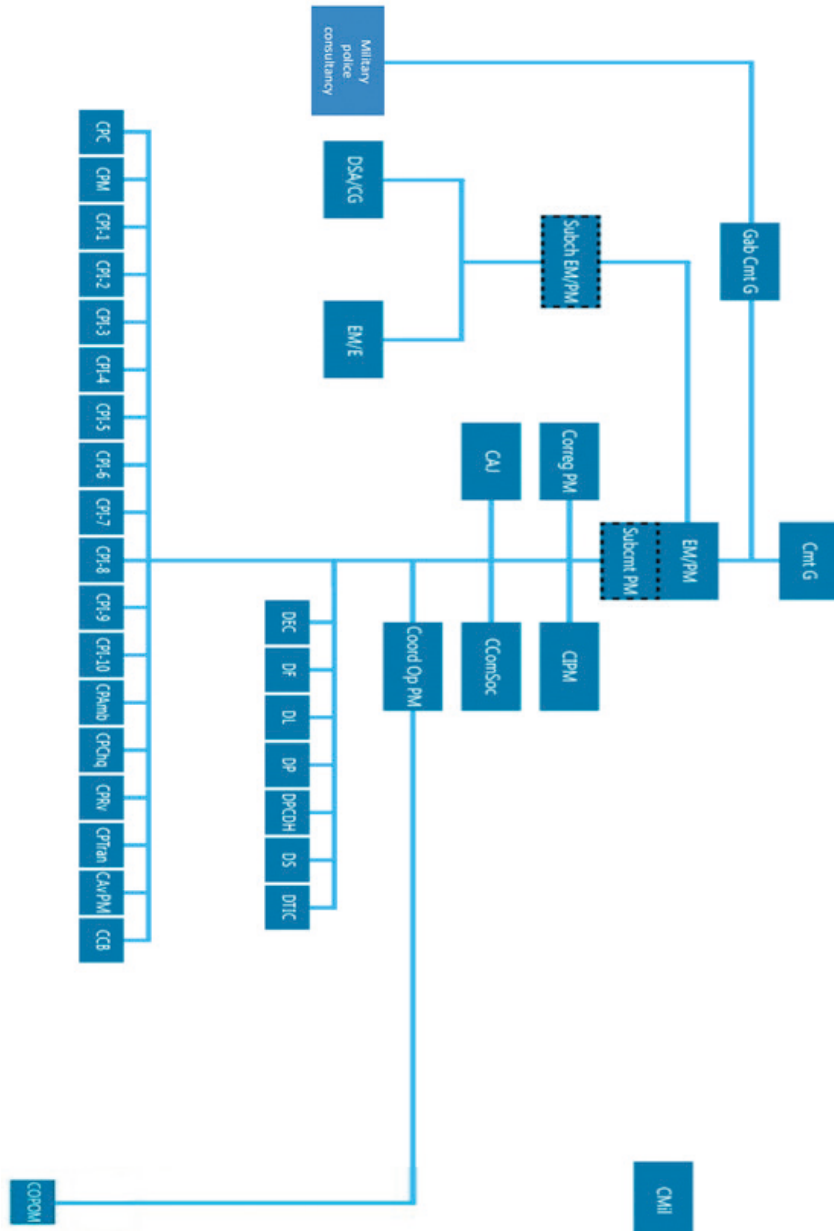 Cmt G
Gab Cmt G
Military
police
consultancy
EM/PM
Subcmt PM
CMil
Subch EM/PM
DSA/CG
EM/E
Correg PM
CIPM
CAJ
CComSoc
Coord Op PM
COPOM
DEC
DF
DL
DP
DPCDH
DS
DTIC
CPC
CPM
CPI-1
CPI-2
CPI-3
CPI-4
CPI-5
CPI-6
CPI-7
CPI-8
CPI-9
CPI-10
CPAmb
CPChq
CPRv
CPTran
CAvPM
CCB